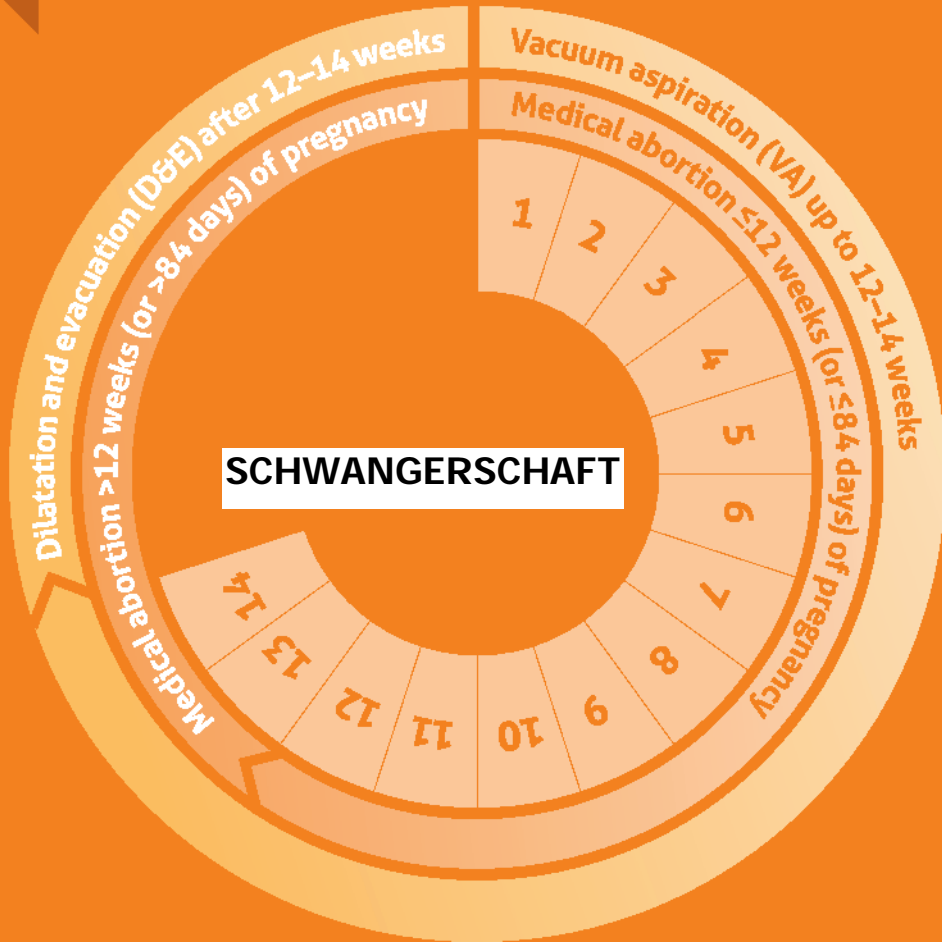 Dilatation and evacuation (D&E) after 12–14 weeks
Vacuum aspiration (VA) up to 12–14 weeks
Medical abortion >12 weeks (or >84 days) of pregnancy
Medical abortion ≤12 weeks (or ≤84 days) of pregnancy
1
2
3
4
5
6
7
8
9
10
11
12
13
14
SCHWANGERSCHAFT